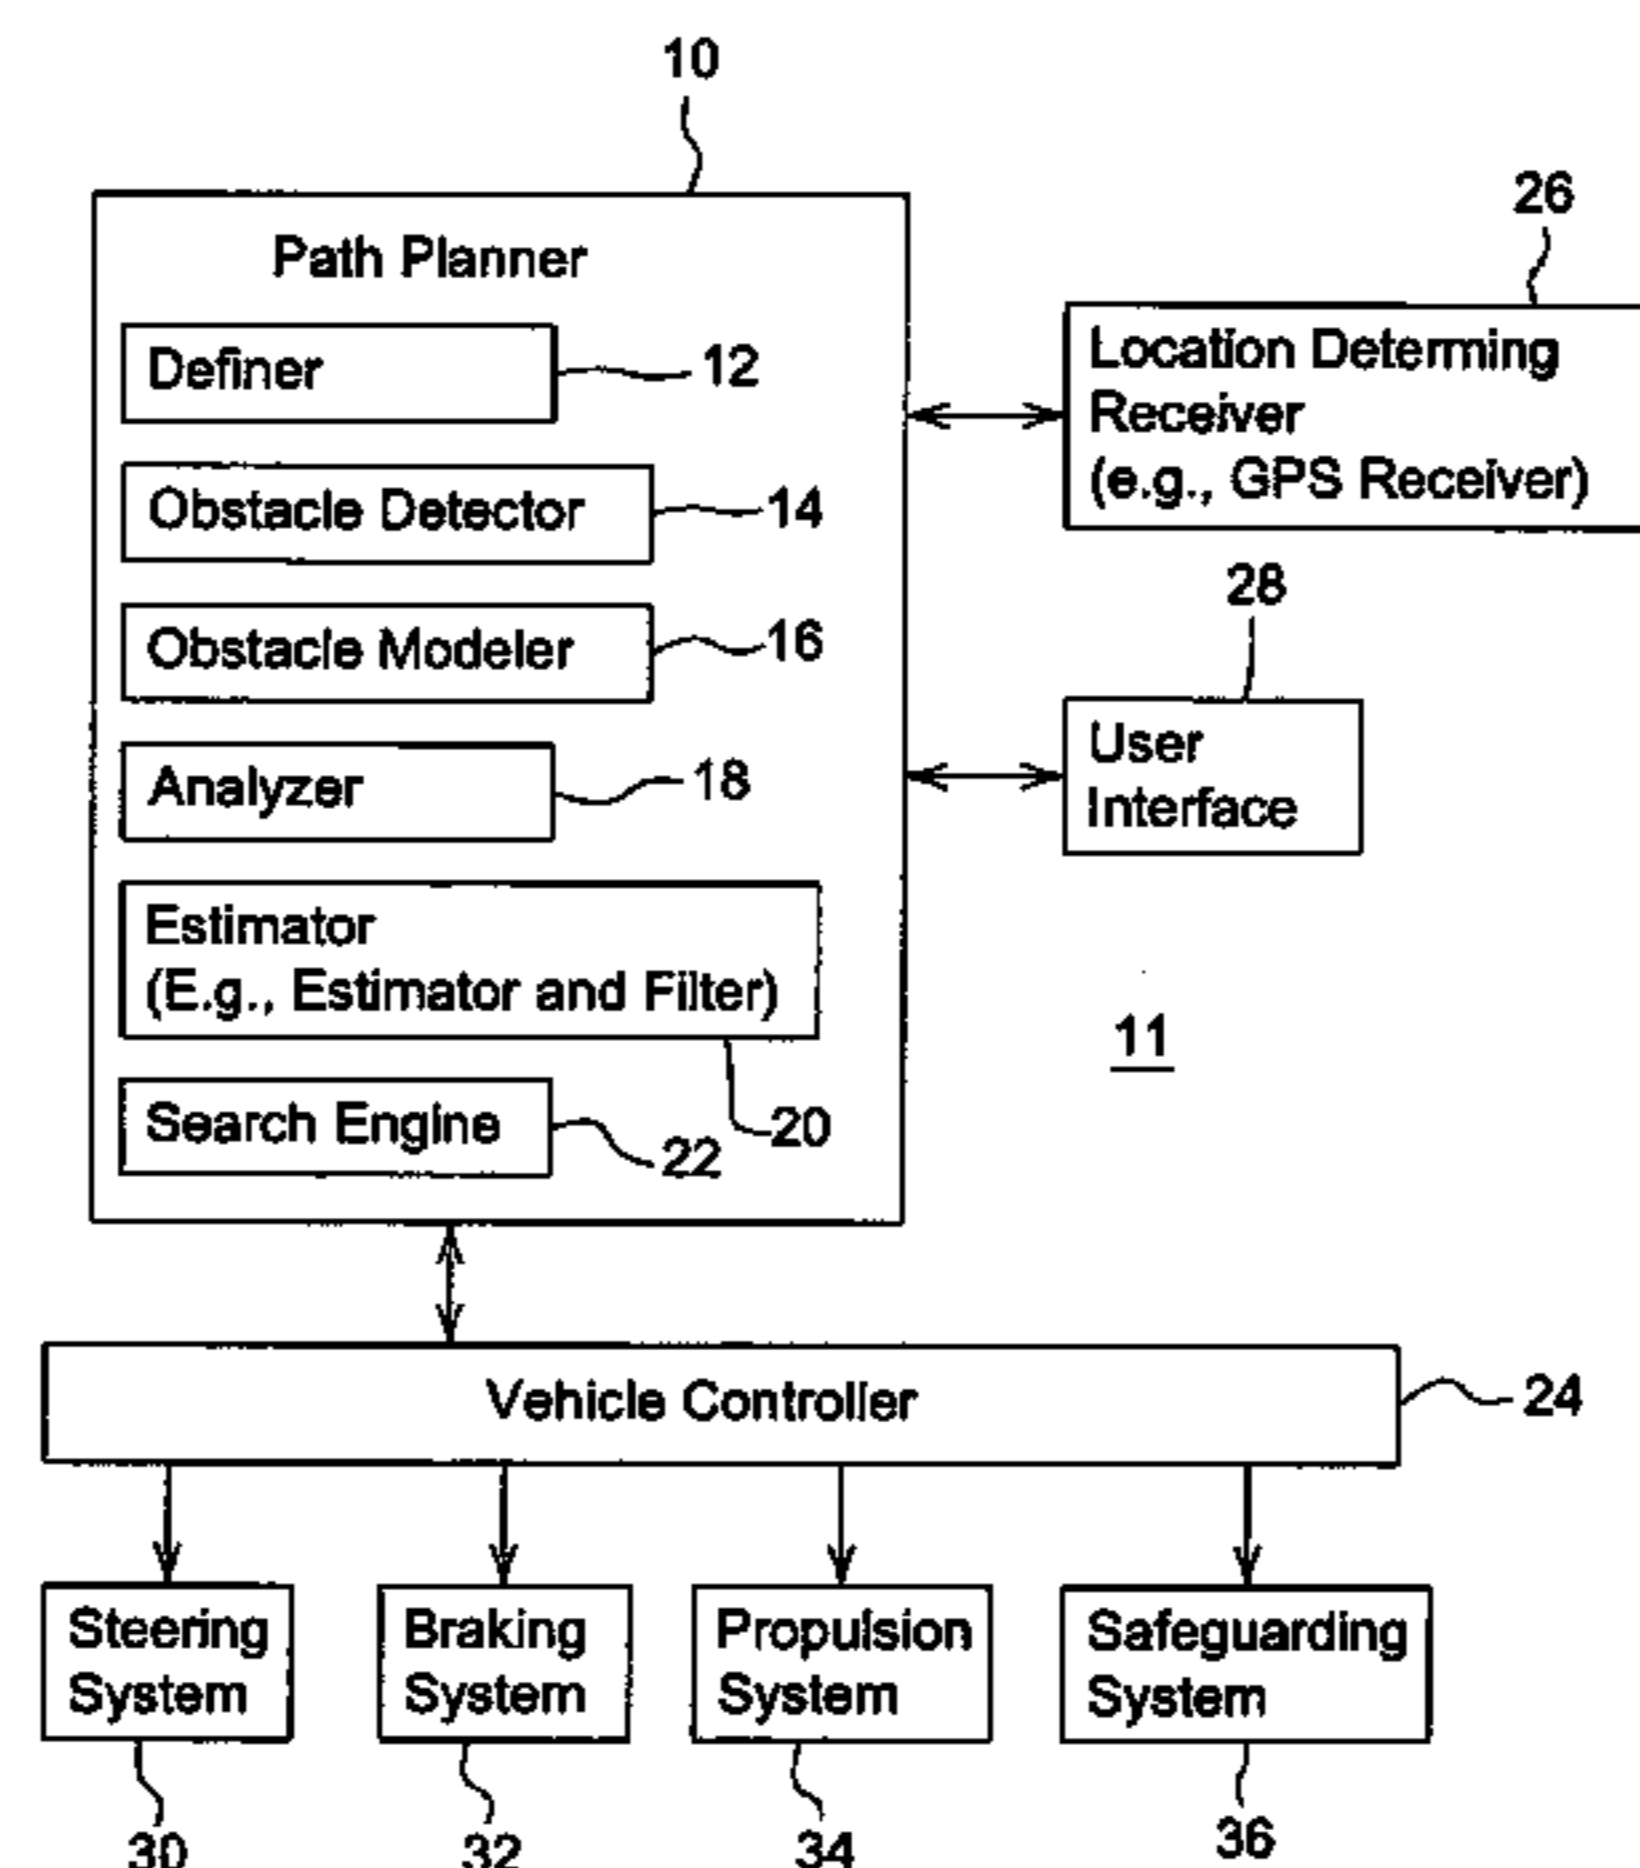 10
26
Path Planner
Location Determing
Receiver
(e.g., GPS Receiver)
Definer
12
Obstacle Detector
14
28
Obstacle Modeler
16
User
Interface
Analyzer
18
Estimator
(E.g., Estimator and Filter)
11
Search Engine
20
22
Vehicle Controller
24
Steering
System
Braking
System
Propulsion
System
Safeguarding
System
30
32
34
36